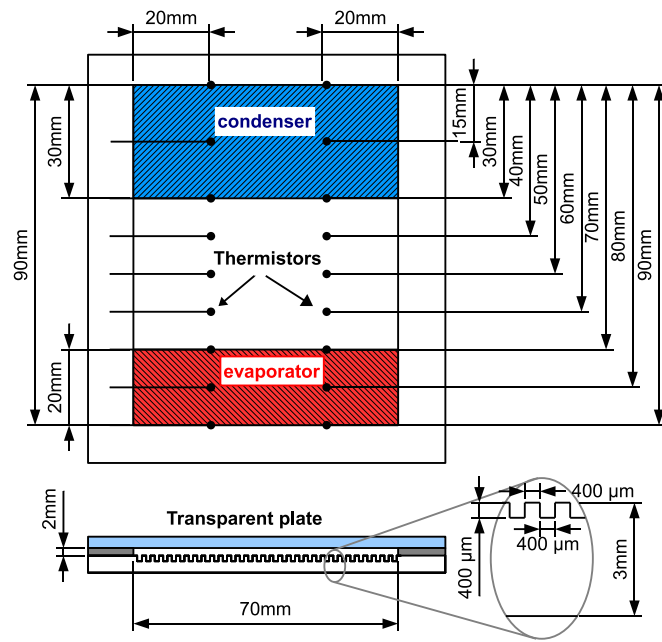 20mm
20mm
condenser
30mm
15mm
30mm
40mm
50mm
60mm
70mm
80mm
90mm
90mm
Thermistors
evaporator
20mm
2mm
Transparent plate
70mm
400 µm
400 µm
400 µm
3mm